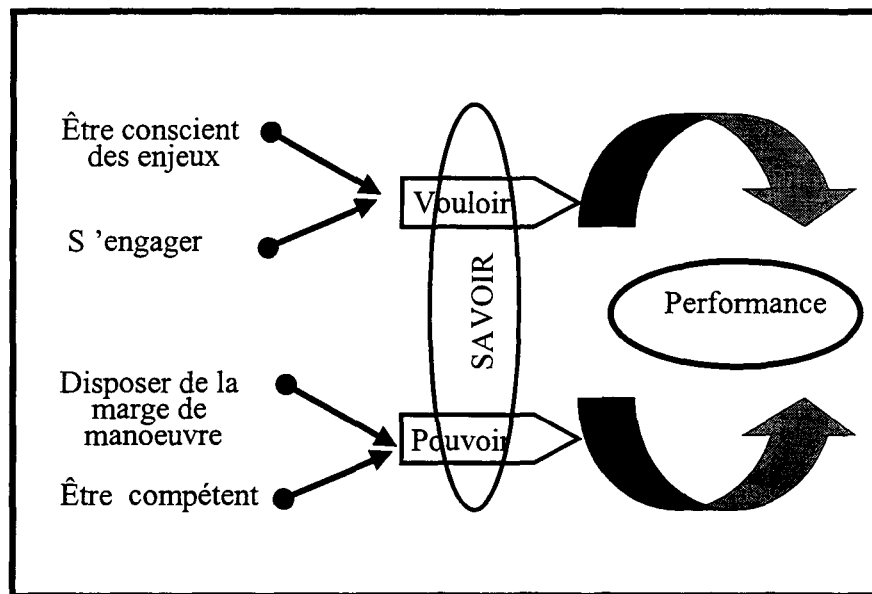 Être conscient
des enjeux
S 'engager
Vouloir
SAVOIR
Performance
Disposer de la
marge de
manoeuvre
Pouvoir
Être compétent